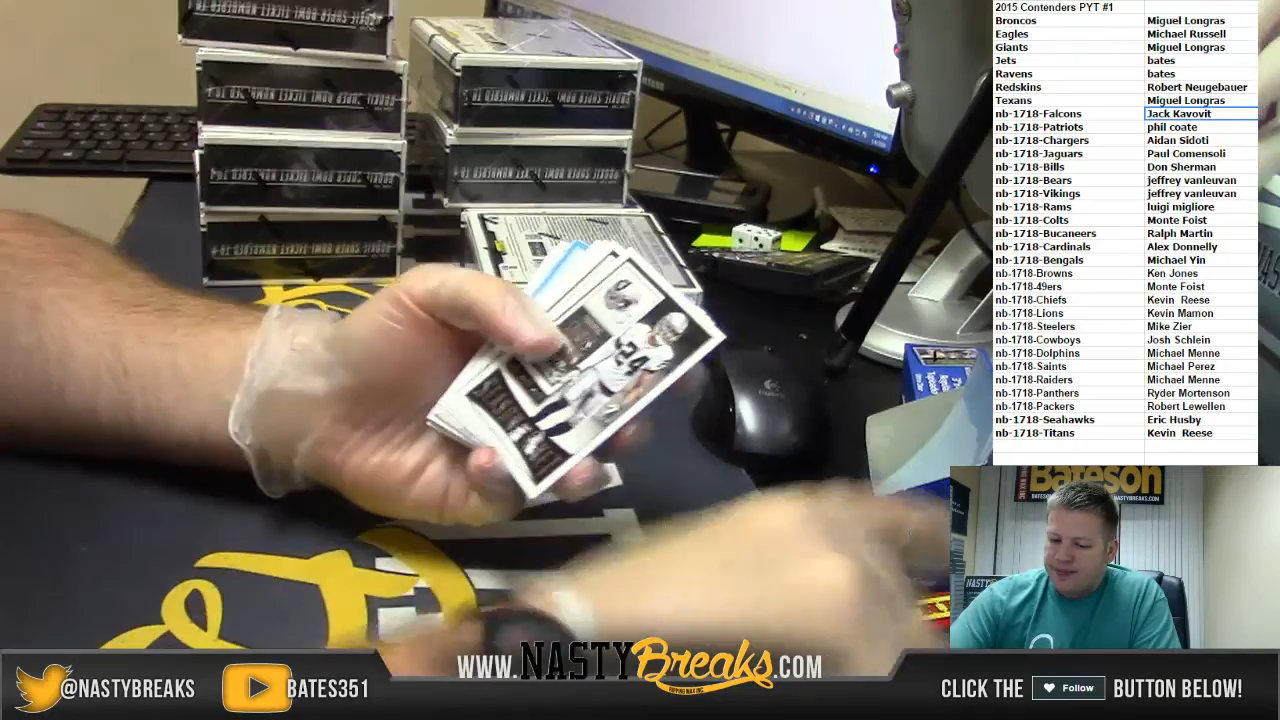 2015 Contenders PYT #1
Broncos Miguel Longras
Eagles Michael Russell
Giants Miguel Longras
Jets bates
Ravens bates
Redskins Robert Neugebauer
Texans Miguel Longras
nb-1718-Falcons Jack Kavovit
nb-1718-Patriots phil coate
nb-1718-Chargers Aidan Sidoti
nb-1718-Jaguars Paul Comensoli
nb-1718-Bills Don Sherman
nb-1718-Bears jeffrey vanleuvan
nb-1718-Vikings jeffrey vanleuvan
nb-1718-Rams luigi migliore
nb-1718-Colts Monte Foist
nb-1718-Bucaneers Ralph Martin
nb-1718-Cardinals Alex Donnelly
nb-1718-Bengals Michael Yin
nb-1718-Browns Ken Jones
nb-1718-49ers Monte Foist
nb-1718-Chiefs Kevin Reese
nb-1718-Lions Kevin Mamon
nb-1718-Steelers Mike Zier
nb-1718-Cowboys Josh Schlein
nb-1718-Dolphins Michael Menne
nb-1718-Saints Michael Perez
nb-1718-Raiders Michael Menne
nb-1718-Panthers Ryder Mortenson
nb-1718-Packers Robert Lewellen
nb-1718-Seahawks Eric Husby
nb-1718-Titans Kevin Reese
24
Bateson
NASTYBREAKS.COM
@NASTYBREAKS
BATES351
WWW.NASTYBreaks.COM
RIPPING WAX INC.
CLICK THE Follow BUTTON BELOW!